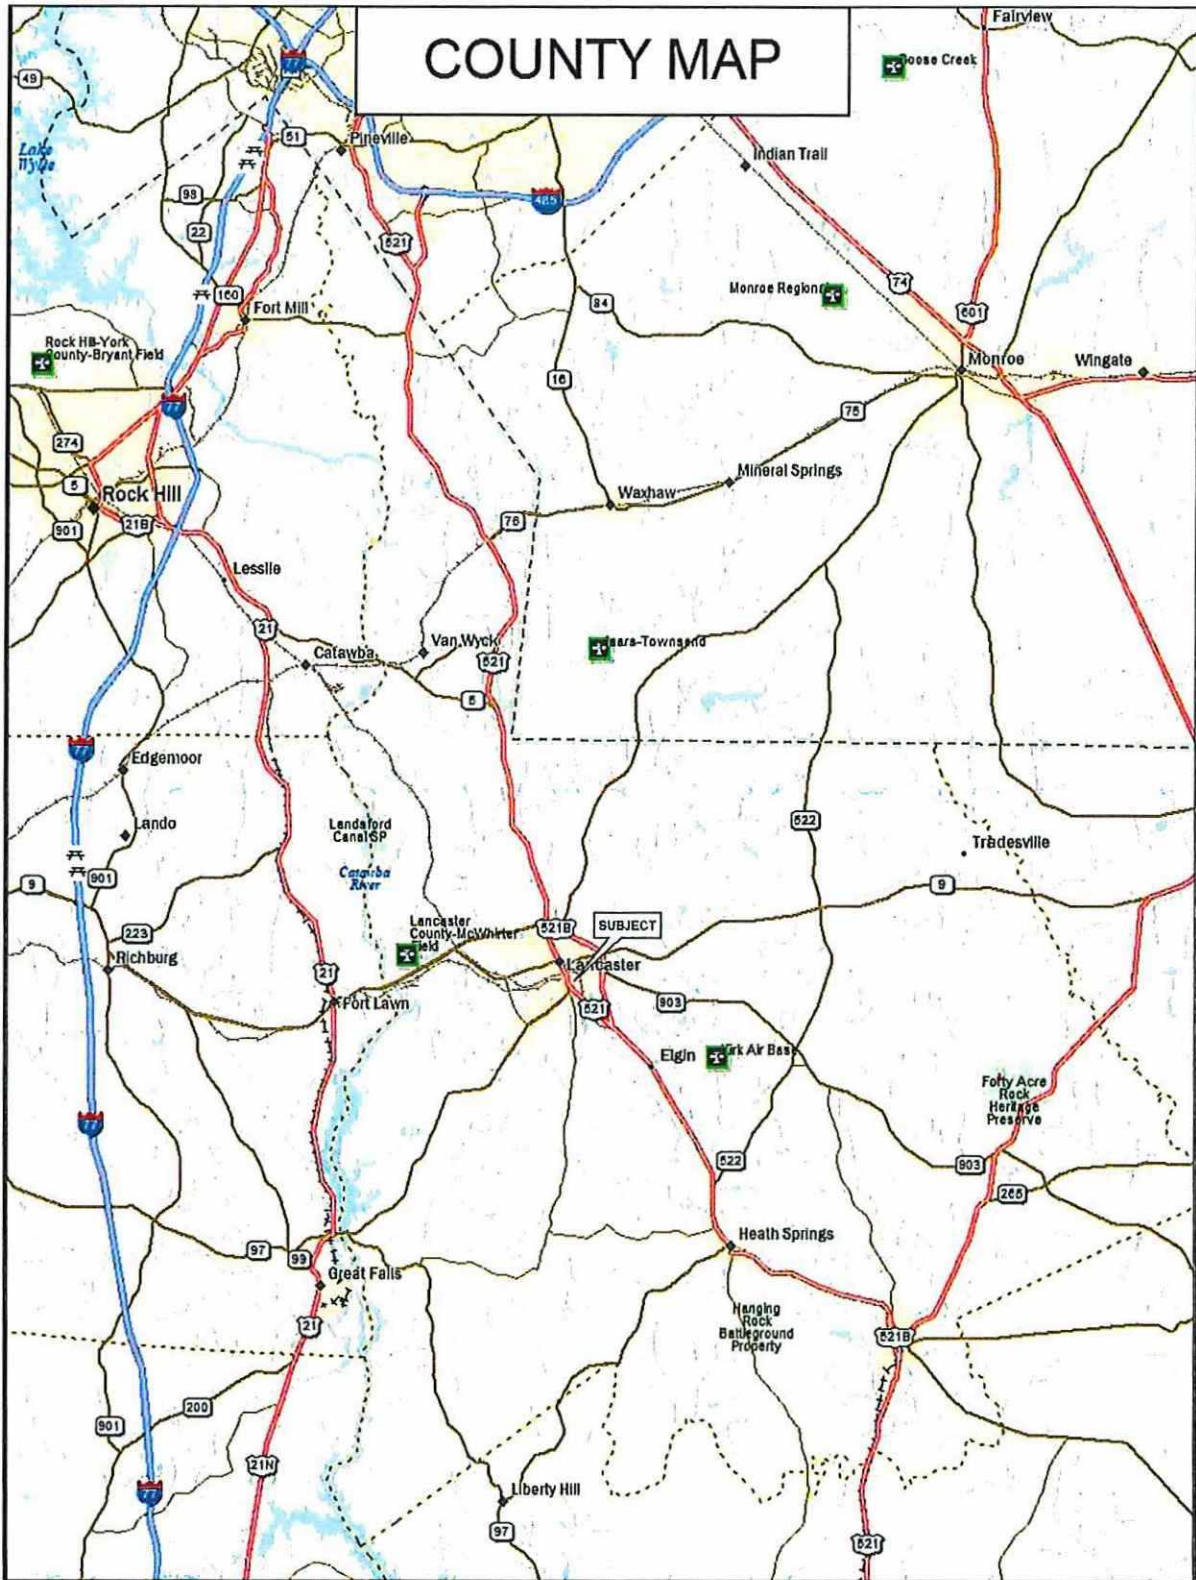 COUNTY MAP
Fairview
Goose Creek
77
49
51
Pineville
Lake
Wylie
Indian Trail
98
485
22
521
74
Monroe Regional
160
84
601
Fort Mill
Rock Hill-York
County-Bryant Field
Monroe
Wingate
16
77
75
274
Mineral Springs
5
Rock Hill
Waxhaw
21B
901
75
Lesslie
21
Van Wyck
Jaars-Townsend
Catawba
521
5
77
Edgemoor
Landsford
Canal SP
522
Lando
Tradesville
Catawba
River
901
9
9
Lancaster
County-McWhirter
Field
521B
SUBJECT
223
Richburg
21
Lancaster
Fort Lawn
903
521
Elgin
Kirk Air Base
Forty Acre
Rock
Heritage
Preserve
77
522
903
265
Heath Springs
97
99
Great Falls
Hanging
Rock
Battleground
Property
21
521B
200
901
21N
77
Liberty Hill
97
521